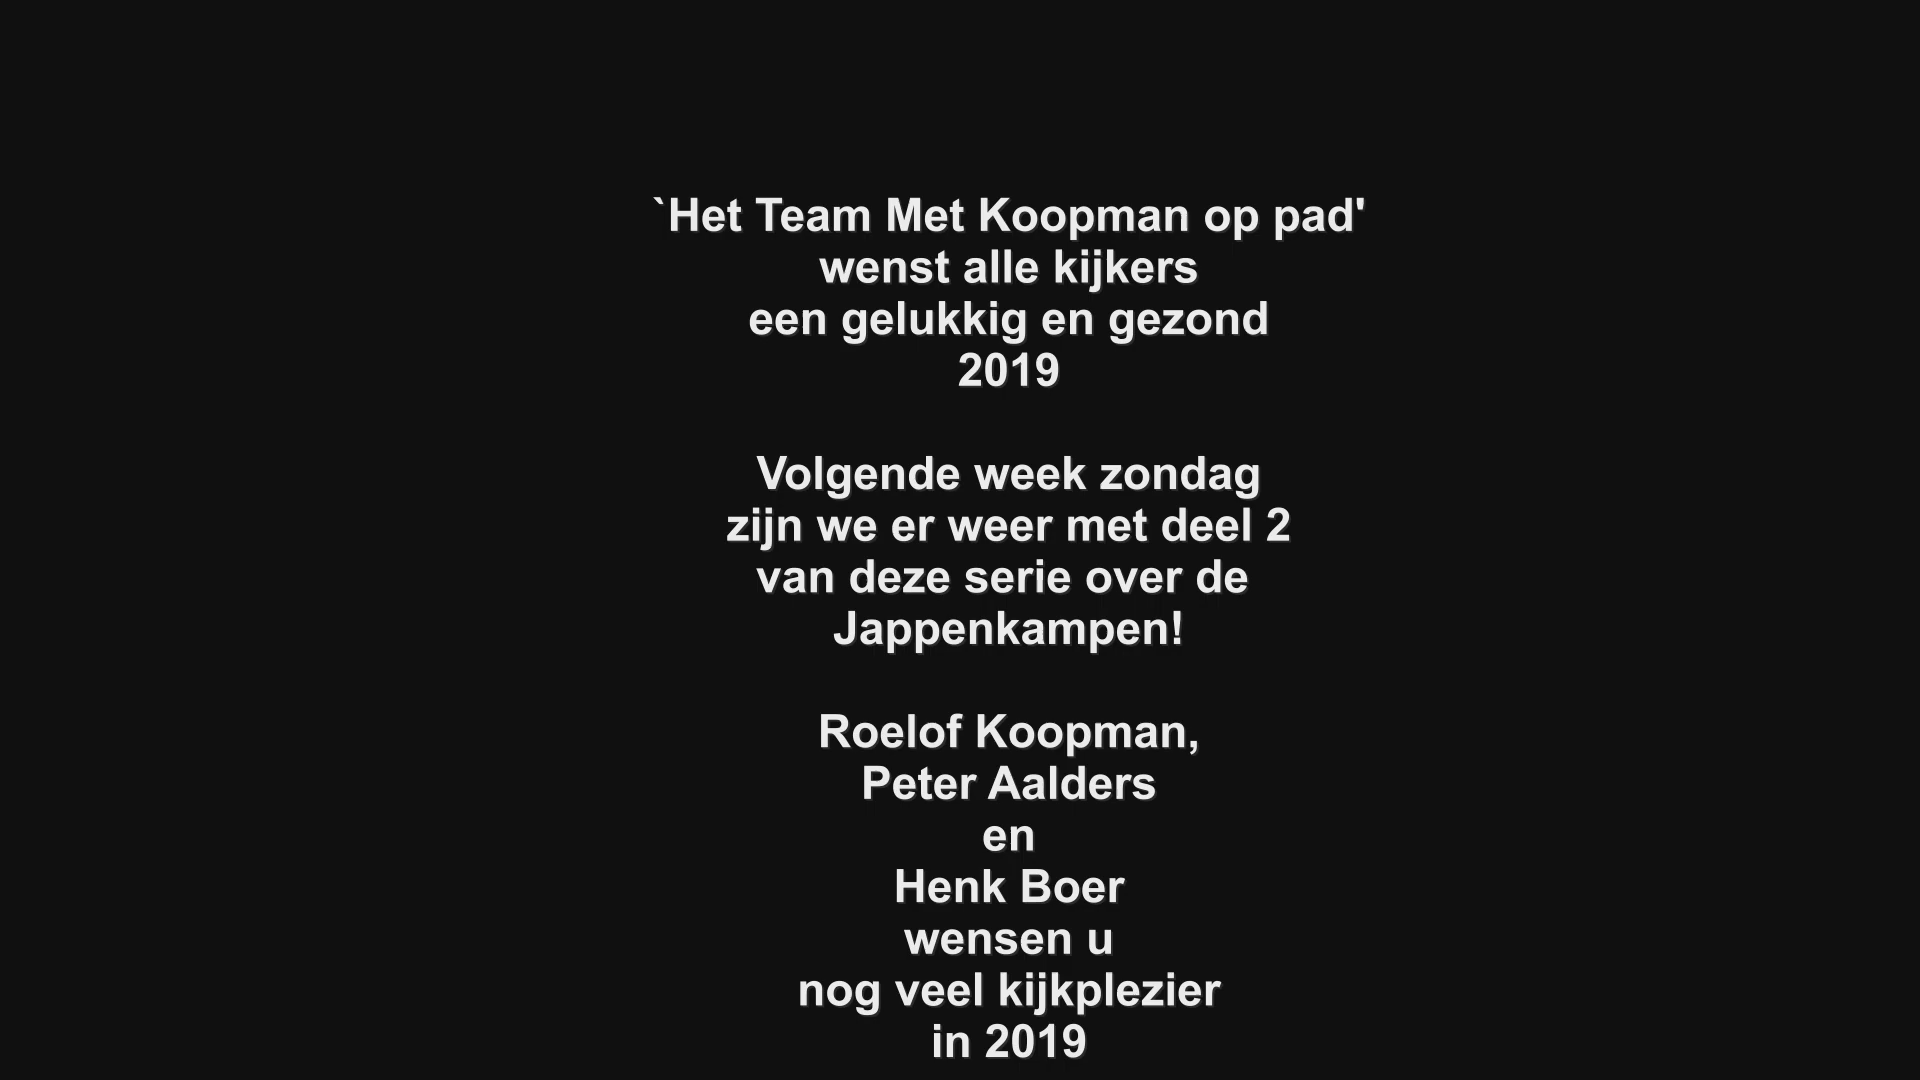 `Het Team Met Koopman op pad'
wenst alle kijkers
een gelukkig en gezond
2019
Volgende week zondag
zijn we er weer met deel 2
van deze serie over de
Jappenkampen!
Roelof Koopman,
Peter Aalders
en
Henk Boer
wensen u
nog veel kijkplezier
in 2019